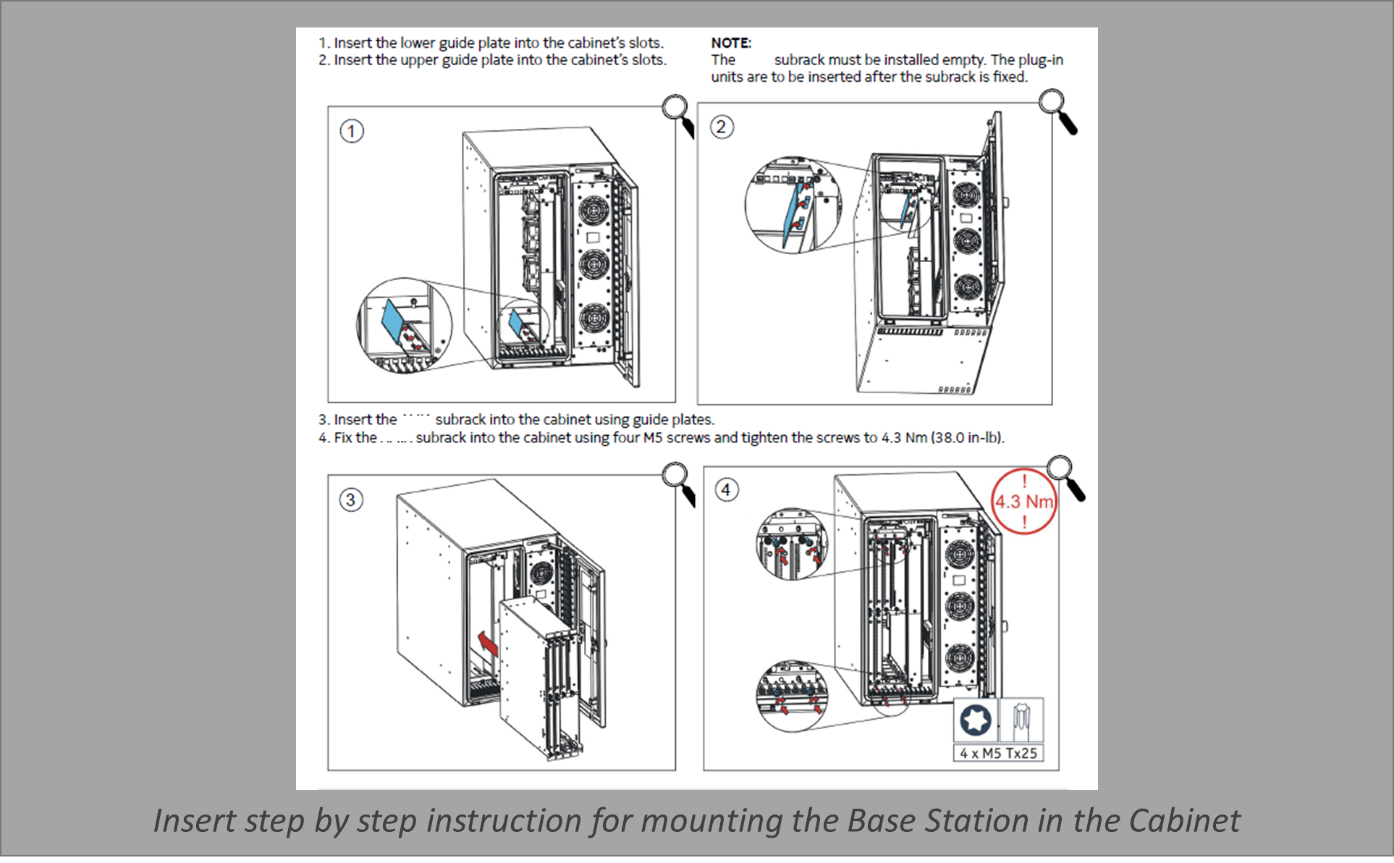 1. Insert the lower guide plate into the cabinet's slots.
2. Insert the upper guide plate into the cabinet's slots.
NOTE:
The subrack must be installed empty. The plug-in
units are to be inserted after the subrack is fixed.
1
2
3. Insert the subrack into the cabinet using guide plates.
4. Fix the subrack into the cabinet using four M5 screws and tighten the screws to 4.3 Nm (38.0 in-lb).
3
4
!
4.3 Nm
!
4 x M5 Tx25
Insert step by step instruction for mounting the Base Station in the Cabinet